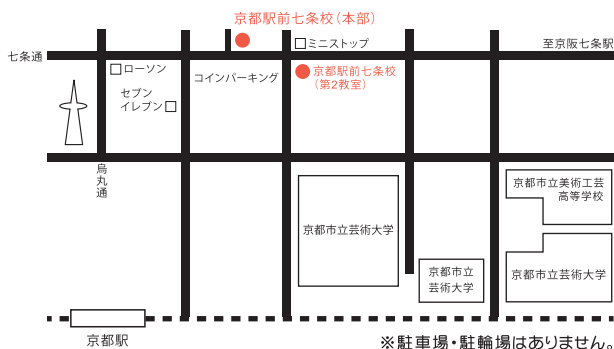 京都駅前七条校（本部）
七条通
ミニストップ
至京阪七条駅
ローソン
コインパーキング
京都駅前七条校
（第2教室）
セブン
イレブン
烏丸通
京都市立美術工芸
高等学校
京都市立芸術大学
京都市立
芸術大学
京都市立芸術大学
京都駅
※駐車場・駐輪場はありません。